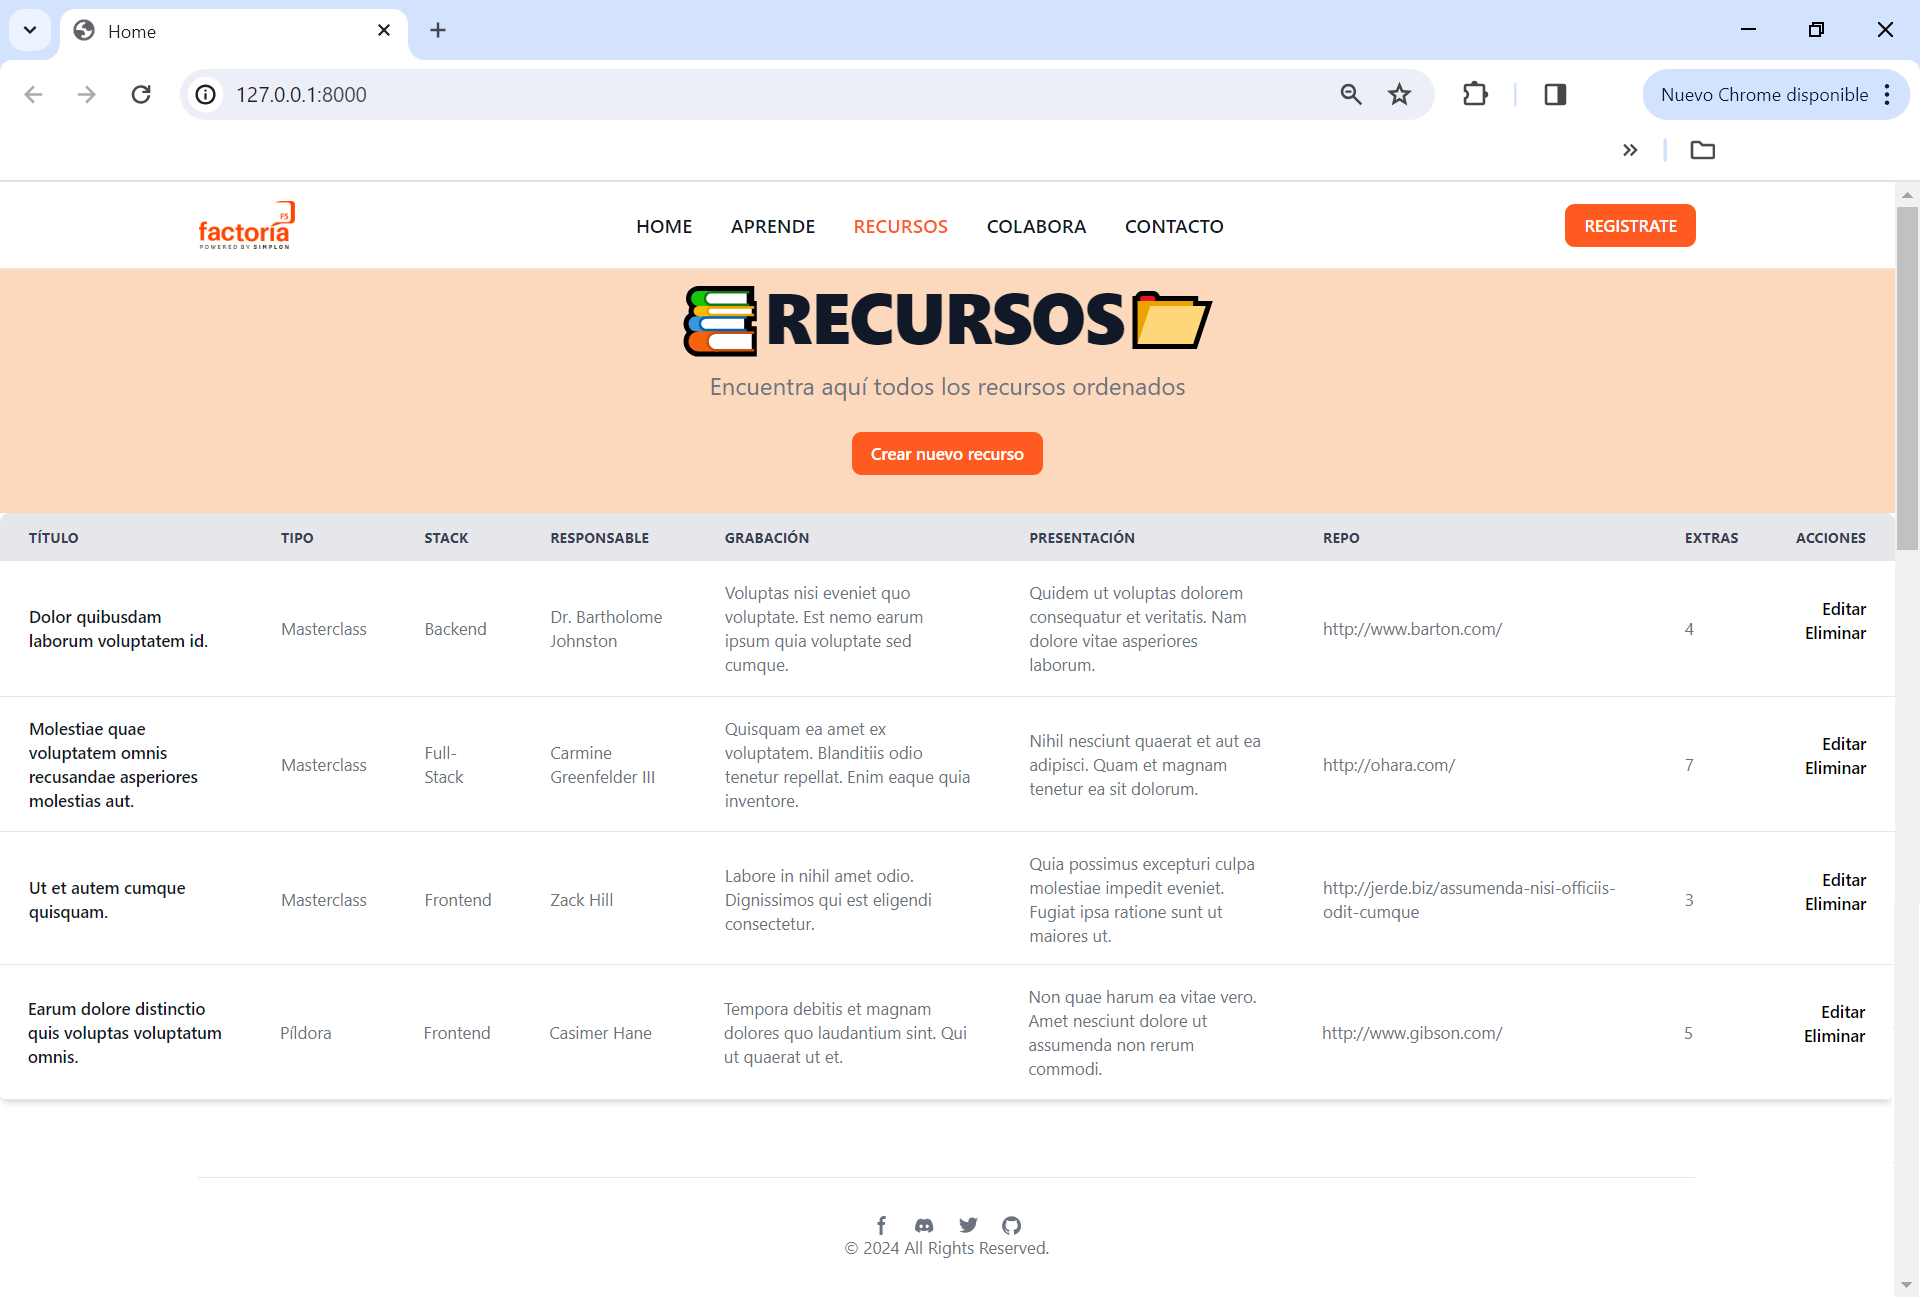 Home
127.0.0.1:8000
Nuevo Chrome disponible
factoría F5
POWERED BY SIMPLON
HOME APRENDE RECURSOS COLABORA CONTACTO
REGISTRATE
RECURSOS
Encuentra aquí todos los recursos ordenados
Crear nuevo recurso
TÍTULO TIPO STACK RESPONSABLE GRABACIÓN PRESENTACIÓN REPO EXTRAS ACCIONES
Dolor quibusdam
laborum voluptatem id.
Masterclass
Backend
Dr. Bartholome
Johnston
Voluptas nisi eveniet quo
voluptate. Est nemo earum
ipsum quia voluptate sed
cumque.
Quidem ut voluptas dolorem
consequatur et veritatis. Nam
dolore vitae asperiores
laborum.
http://www.barton.com/
4
Editar
Eliminar
Molestiae quae
voluptatem omnis
recusandae asperiores
molestias aut.
Masterclass
Full-
Stack
Carmine
Greenfelder III
Quisquam ea amet ex
voluptatem. Blanditiis odio
tenetur repellat. Enim eaque quia
inventore.
Nihil nesciunt quaerat et aut ea
adipisci. Quam et magnam
tenetur ea sit dolorum.
http://ohara.com/
7
Editar
Eliminar
Ut et autem cumque
quisquam.
Masterclass
Frontend
Zack Hill
Labore in nihil amet odio.
Dignissimos qui est eligendi
consectetur.
Quia possimus excepturi culpa
molestiae impedit eveniet.
Fugiat ipsa ratione sunt ut
maiores ut.
http://jerde.biz/assumenda-nisi-officiis-
odit-cumque
3
Editar
Eliminar
Earum dolore distinctio
quis voluptas voluptatum
omnis.
Píldora
Frontend
Casimer Hane
Tempora debitis et magnam
dolores quo laudantium sint. Qui
ut quaerat ut et.
Non quae harum ea vitae vero.
Amet nesciunt dolore ut
assumenda non rerum
commodi.
http://www.gibson.com/
5
Editar
Eliminar
© 2024 All Rights Reserved.